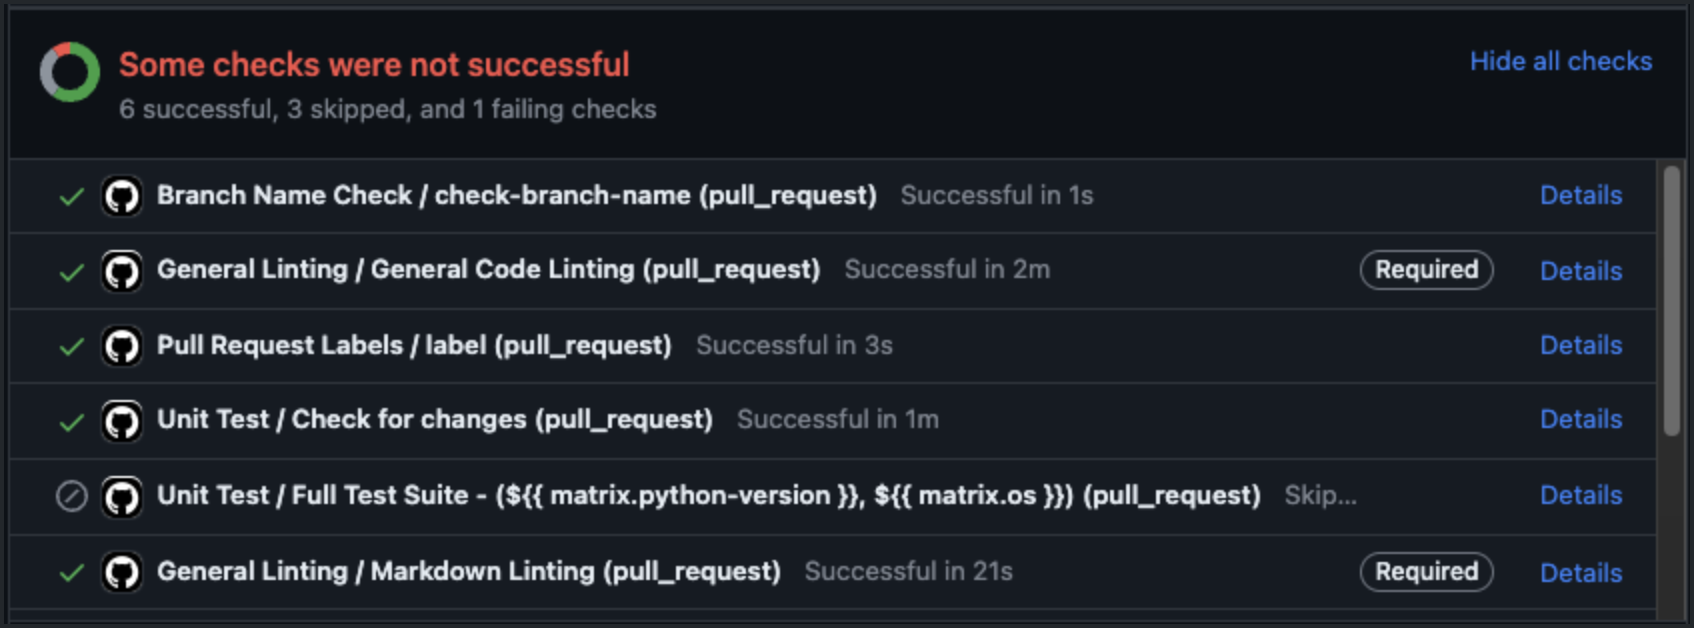 Some checks were not successful
Hide all checks
6 successful, 3 skipped, and 1 failing checks
Branch Name Check / check-branch-name (pull_request) Successful in 1s Details
General Linting / General Code Linting (pull_request) Successful in 2m Required Details
Pull Request Labels / label (pull_request) Successful in 3s Details
Unit Test / Check for changes (pull_request) Successful in 1m Details
Unit Test / Full Test Suite - (${{ matrix.python-version }}, ${{ matrix.os }}) (pull_request) Skip... Details
General Linting / Markdown Linting (pull_request) Successful in 21s Required Details